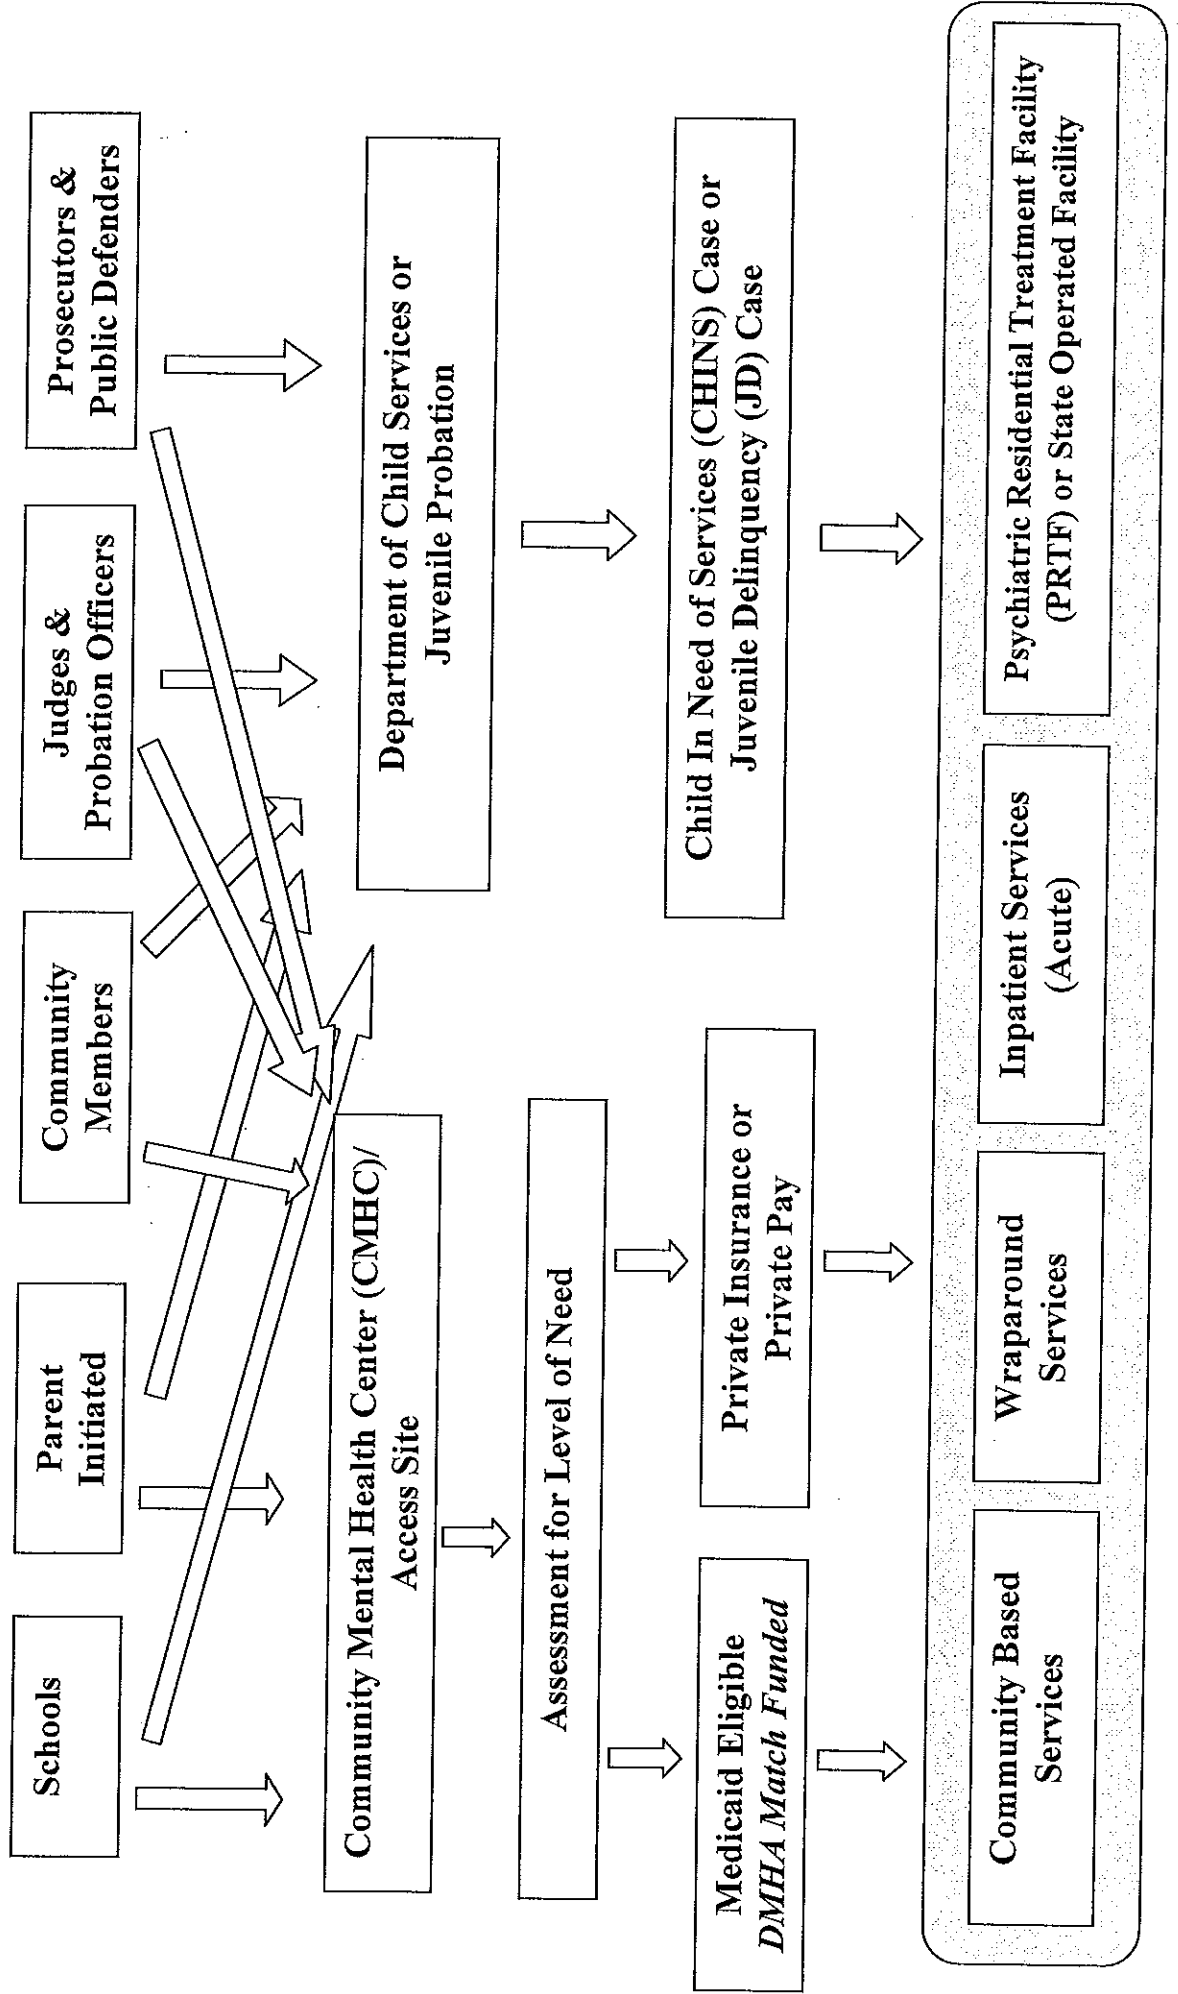 Schools
Parent
Initiated
Community
Members
Judges &
Probation Officers
Prosecutors &
Public Defenders
Community Mental Health Center (CMHC)/
Access Site
Department of Child Services or
Juvenile Probation
Assessment for Level of Need
Child In Need of Services (CHINS) Case or
Juvenile Delinquency (JD) Case
Medicaid Eligible
DMHA Match Funded
Private Insurance or
Private Pay
Community Based
Services
Wraparound
Services
Inpatient Services
(Acute)
Psychiatric Residential Treatment Facility
(PRTF) or State Operated Facility